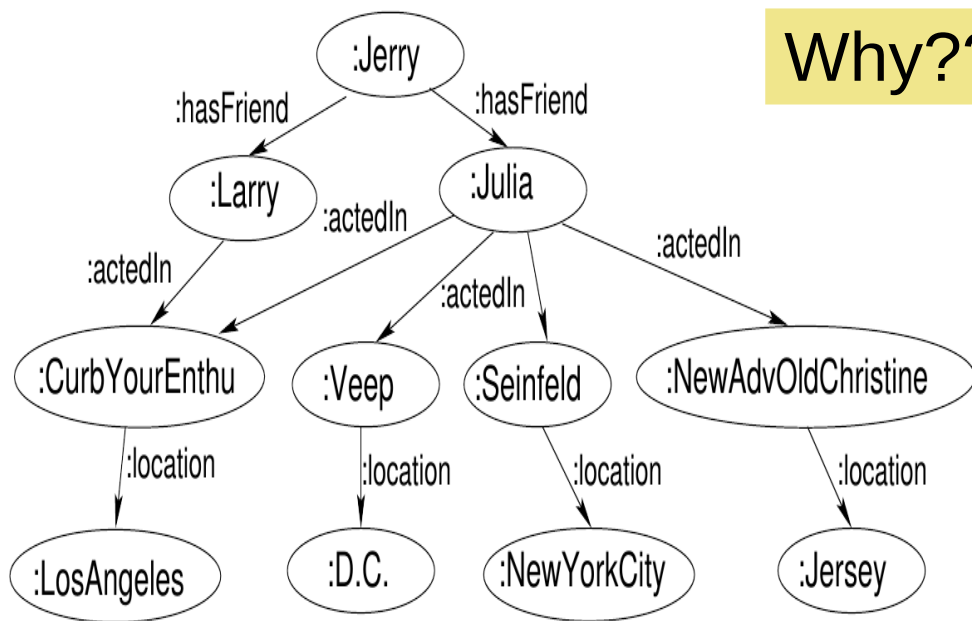 :Jerry
Why?
:hasFriend
:hasFriend
:Larry
:Julia
:actedIn
:actedIn
:actedIn
:actedIn
:CurbYourEnthu
:Veep
:Seinfeld
:NewAdvOldChristine
:location
:location
:location
:location
:LosAngeles
:D.C.
:NewYorkCity
:Jersey